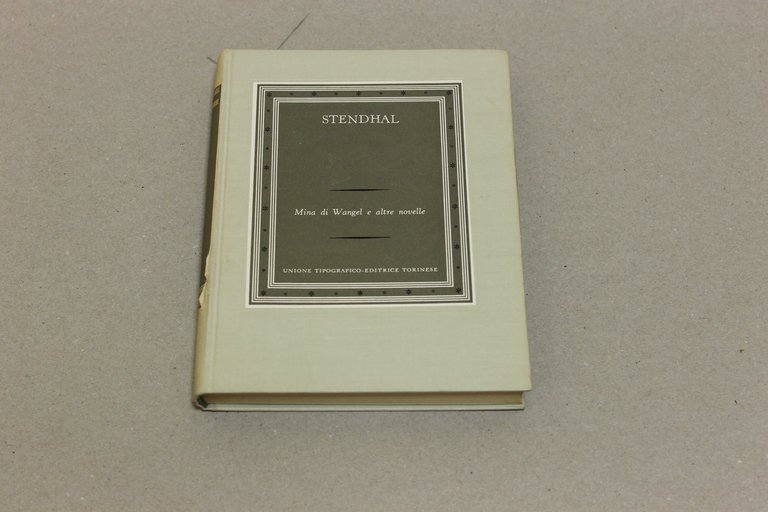 STENDHAL
Mina di Wangel e altre novelle
UNIONE TIPOGRAFICO-EDITRICE TORINESE